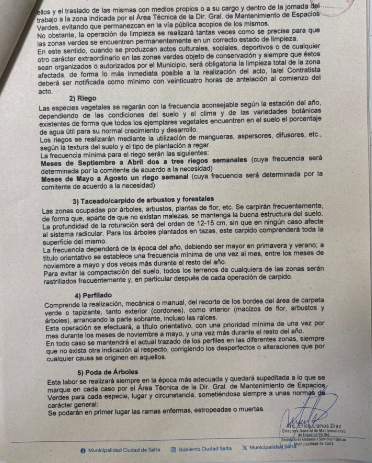 y el traslado de las mismas con medios propios o a su cargo y dentro de la jornada del
trabajo a la zona indicada por el Área Técnica de la Dir. Gral. de Mantenimiento de Espacios
Verdes, evitando que permanezcan en la vía pública acopios de los mismos.
No obstante, la operación de limpieza se realizará tantas veces como se precise para que
las zonas verdes se encuentren permanentemente en un correcto estado de limpieza.
En este sentido, cuando se produzcan actos culturales, sociales, deportivos o de cualquier
otro carácter extraordinario en las zonas verdes objeto de conservación y siempre que éstos
sean organizados o autorizados por el Municipio, será obligatoria la limpieza total de la zona
afectada, de forma lo más inmediata posible a la realización del acto, la/el Contratista
deberá ser notificada como mínimo con veinticuatro horas de antelación al comienzo del
acto.
2) Riego
Las especies vegetales se regarán con la frecuencia aconsejable según la estación del año,
dependiendo de las condiciones del suelo y el clima y de las variedades botánicas
existentes de forma que todos los ejemplares vegetales encuentren en el suelo el porcentaje
de agua útil para su normal crecimiento y desarrollo.
Los riegos se realizarán mediante la utilización de mangueras, aspersores, difusores, etc.,
según la textura del suelo y el tipo de plantación a regar.
La frecuencia mínima para el riego serán las siguientes:
Meses de Septiembre a Abril dos a tres riegos semanales (cuya frecuencia será
determinada por la comitente de acuerdo a la necesidad)
Meses de Mayo a Agosto un riego semanal (cuya frecuencia será determinada por la
comitente de acuerdo a la necesidad)
3) Taceado/carpido de arbustos y forestales
Las zonas ocupadas por árboles, arbustos, plantas de flor, etc. Se carpirán frecuentemente,
de forma que, aparte de que no existan malezas, se mantenga la buena estructura del suelo.
La profundidad de la roturación será del orden de 12-15 cm, sin que en ningún caso afecte
al sistema radicular. Para los árboles plantados en tazas, este carpido comprenderá toda la
superficie del mismo.
La frecuencia dependerá de la época del año, debiendo ser mayor en primavera y verano; a
título orientativo se establece una frecuencia mínima de una vez al mes, entre los meses de
noviembre a mayo y dos veces más durante el resto del año.
Para evitar la compactación del suelo, todos los terrenos de cualquiera de las zonas serán
rastrillados frecuentemente y, en particular después de cada operación de carpido.
4) Perfilado
Comprende la realización, mecánica o manual, del recorte de los bordes del área de carpeta
verde o tapizante, tanto exterior (cordones), como interior (macizos de flor, arbustos y
árboles), arrancando la parte sobrante, incluso las raíces.
Esta operación se efectuará, a título orientativo, con una prioridad mínima de una vez por
mes durante los meses de noviembre a mayo, y una vez más durante el resto del año.
En todo caso se mantendrá el actual trazado de los perfiles en las diferentes zonas, siempre
que no exista otra indicación al respecto, corrigiendo los desperfectos o alteraciones que por
cualquier causa se originen en aquellos.
5) Poda de Árboles
Esta labor se realizará siempre en la época más adecuada y quedará supeditada a lo que se
marque en cada caso por el Área Técnica de la Dir. Gral. de Mantenimiento de Espacios
Verdes para cada especie, lugar y circunstancia, sometiéndose siempre a unas normas de
carácter general:
Se podarán en primer lugar las ramas enfermas, estropeadas o muertas.
Díaz
Municipalidad Ciudad de Salta Gobierno Ciudad de Salta Municipalidad de Salta